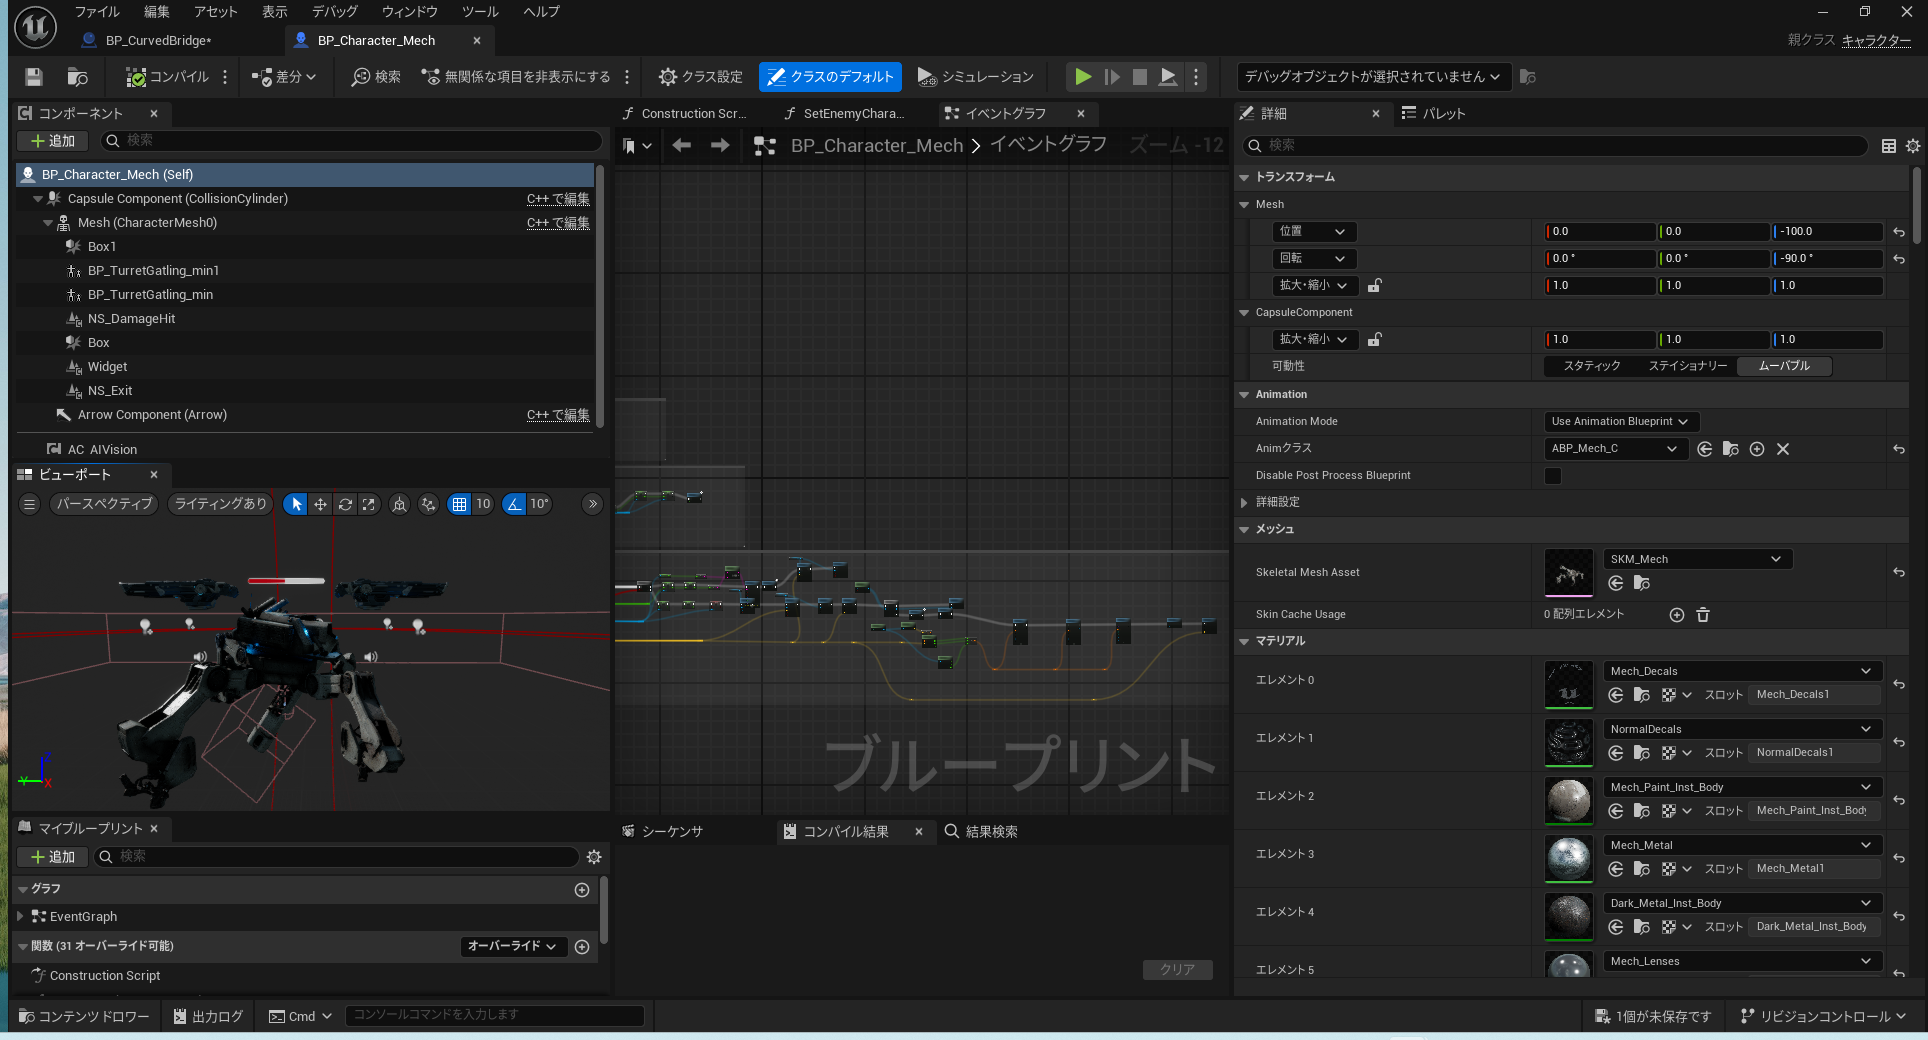 ファイル 編集 アセット 表示 デバッグ ウィンドウ ツール ヘルプ
BP_CurvedBridge*
BP_Character_Mech
親クラス キャラクター
コンパイル
差分
検索
無関係な項目を非表示にする
クラス設定
クラスのデフォルト
シミュレーション
デバッグオブジェクトが選択されていません
コンポーネント
追加
検索
BP_Character_Mech (Self)
Capsule Component (CollisionCylinder) C++ で編集
Mesh (CharacterMesh0) C++ で編集
Box1
BP_TurretGatling_min1
BP_TurretGatling_min
NS_DamageHit
Box
Widget
NS_Exit
Arrow Component (Arrow) C++ で編集
AC_AIVision
ビューポート
パースペクティブ ライティングあり 10 10°
Z
Y
X
マイブループリント
追加
検索
グラフ
EventGraph
関数 (31 オーバーライド可能) オーバーライド
Construction Script
Construction Scr... SetEnemyChara... イベントグラフ
BP_Character_Mech > イベントグラフ ズーム -12
ブループリント
シーケンサ コンパイル結果 結果検索
クリア
詳細 パレット
検索
トランスフォーム
Mesh
位置 0.0 0.0 -100.0
回転 0.0 ° 0.0 ° -90.0 °
拡大・縮小 1.0 1.0 1.0
CapsuleComponent
拡大・縮小 1.0 1.0 1.0
可動性 スタティック ステイショナリー ムーバブル
Animation
Animation Mode Use Animation Blueprint
Animクラス ABP_Mech_C
Disable Post Process Blueprint
詳細設定
メッシュ
Skeletal Mesh Asset SKM_Mech
Skin Cache Usage 0 配列エレメント
マテリアル
エレメント 0 Mech_Decals
スロット Mech_Decals1
エレメント 1 NormalDecals
スロット NormalDecals1
エレメント 2 Mech_Paint_Inst_Body
スロット Mech_Paint_Inst_Body
エレメント 3 Mech_Metal
スロット Mech_Metal1
エレメント 4 Dark_Metal_Inst_Body
スロット Dark_Metal_Inst_Body
エレメント 5 Mech_Lenses
コンテンツドロワー 出力ログ Cmd コンソールコマンドを入力します
1個が未保存です リビジョンコントロール